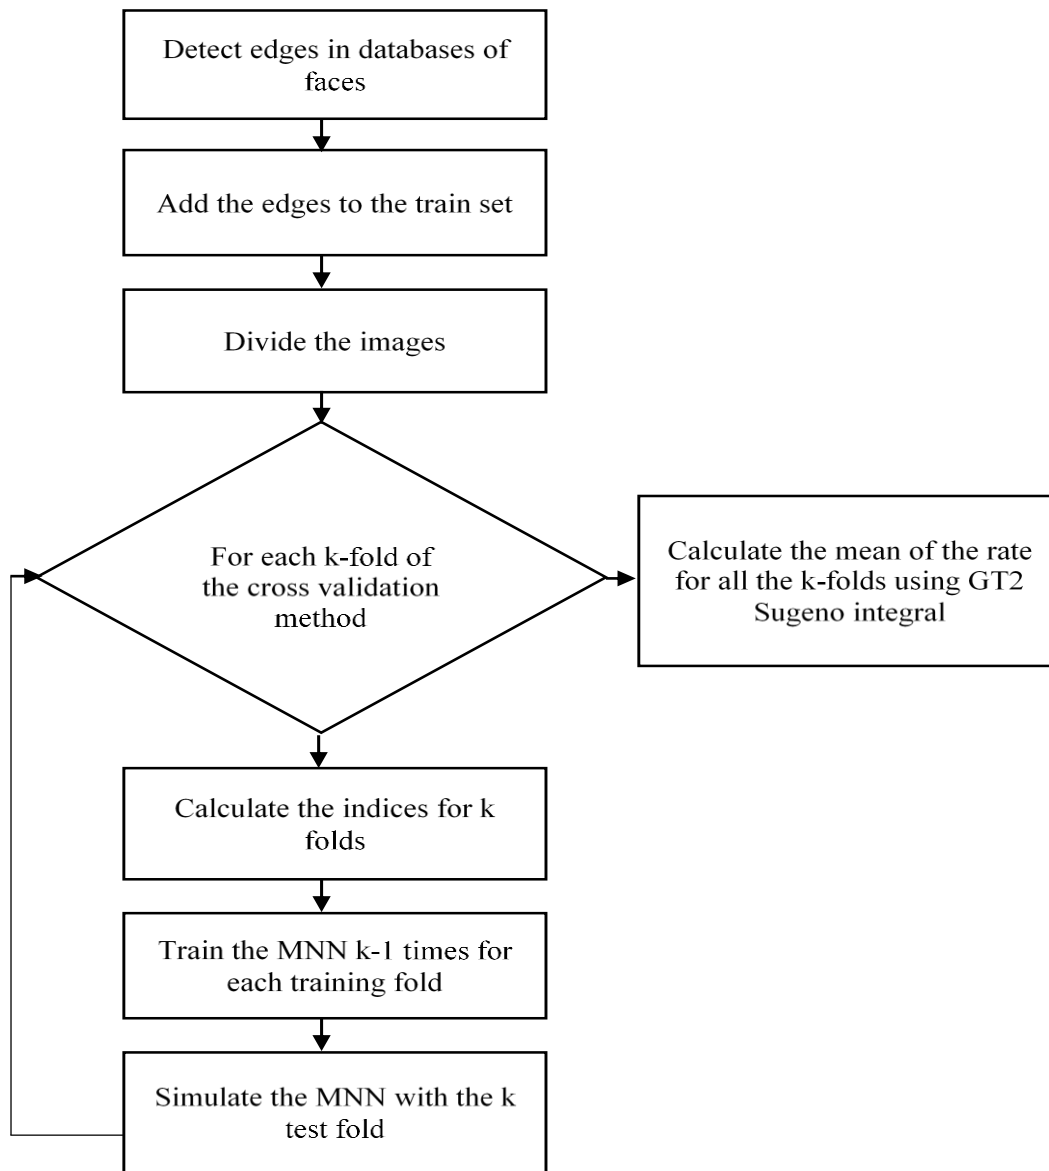 Detect edges in databases of
faces
Add the edges to the train set
Divide the images
For each k-fold of
the cross validation
method
Calculate the mean of the rate
for all the k-folds using GT2
Sugeno integral
Calculate the indices for k
folds
Train the MNN k-1 times for
each training fold
Simulate the MNN with the k
test fold